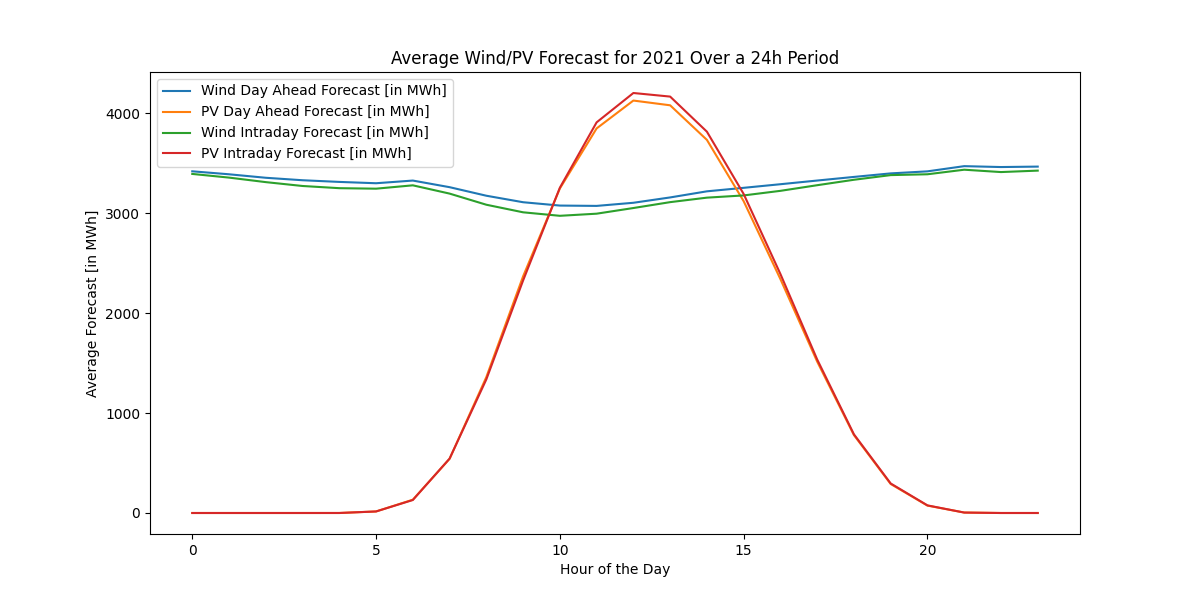 Average Wind/PV Forecast for 2021 Over a 24h Period
Wind Day Ahead Forecast [in MWh]
PV Day Ahead Forecast [in MWh]
Wind Intraday Forecast [in MWh]
PV Intraday Forecast [in MWh]
Average Forecast [in MWh]
4000
3000
2000
1000
0
0 5 10 15 20
Hour of the Day